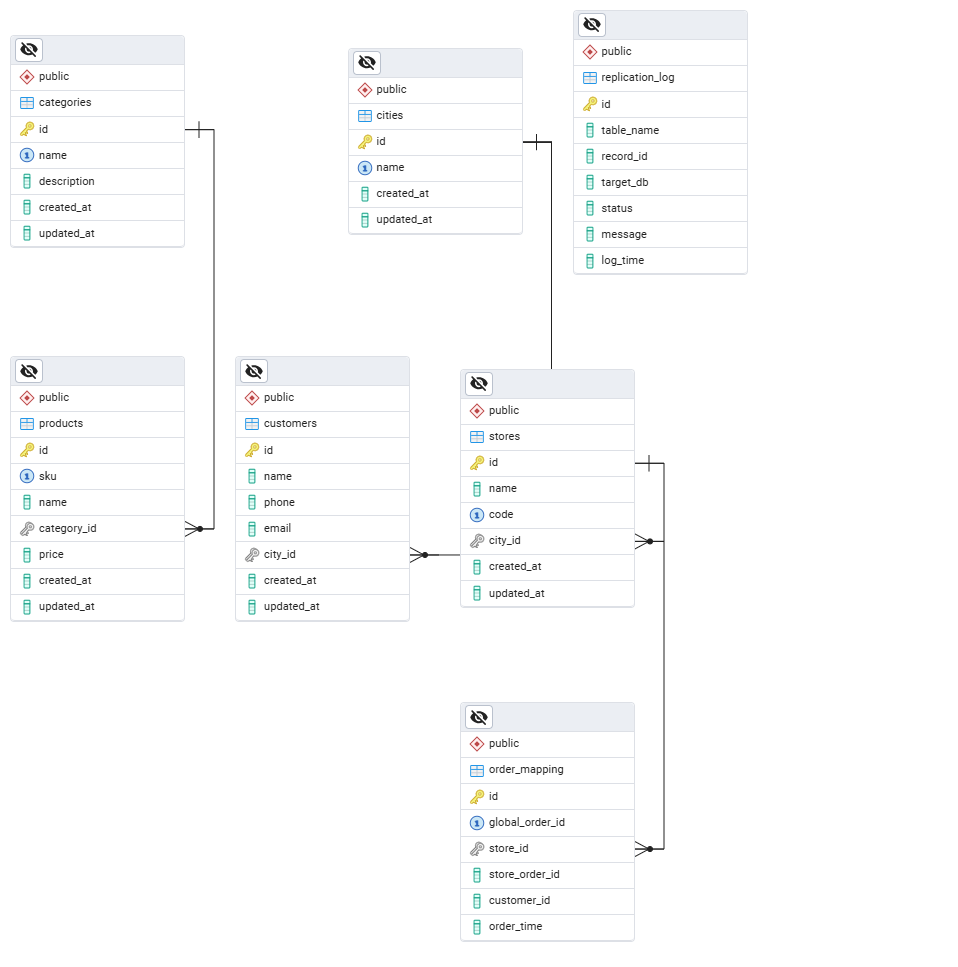 public
categories
id
name
description
created_at
updated_at
public
cities
id
name
created_at
updated_at
public
replication_log
id
table_name
record_id
target_db
status
message
log_time
public
products
id
sku
name
category_id
price
created_at
updated_at
public
customers
id
name
phone
email
city_id
created_at
updated_at
public
stores
id
name
code
city_id
created_at
updated_at
public
order_mapping
id
global_order_id
store_id
store_order_id
customer_id
order_time